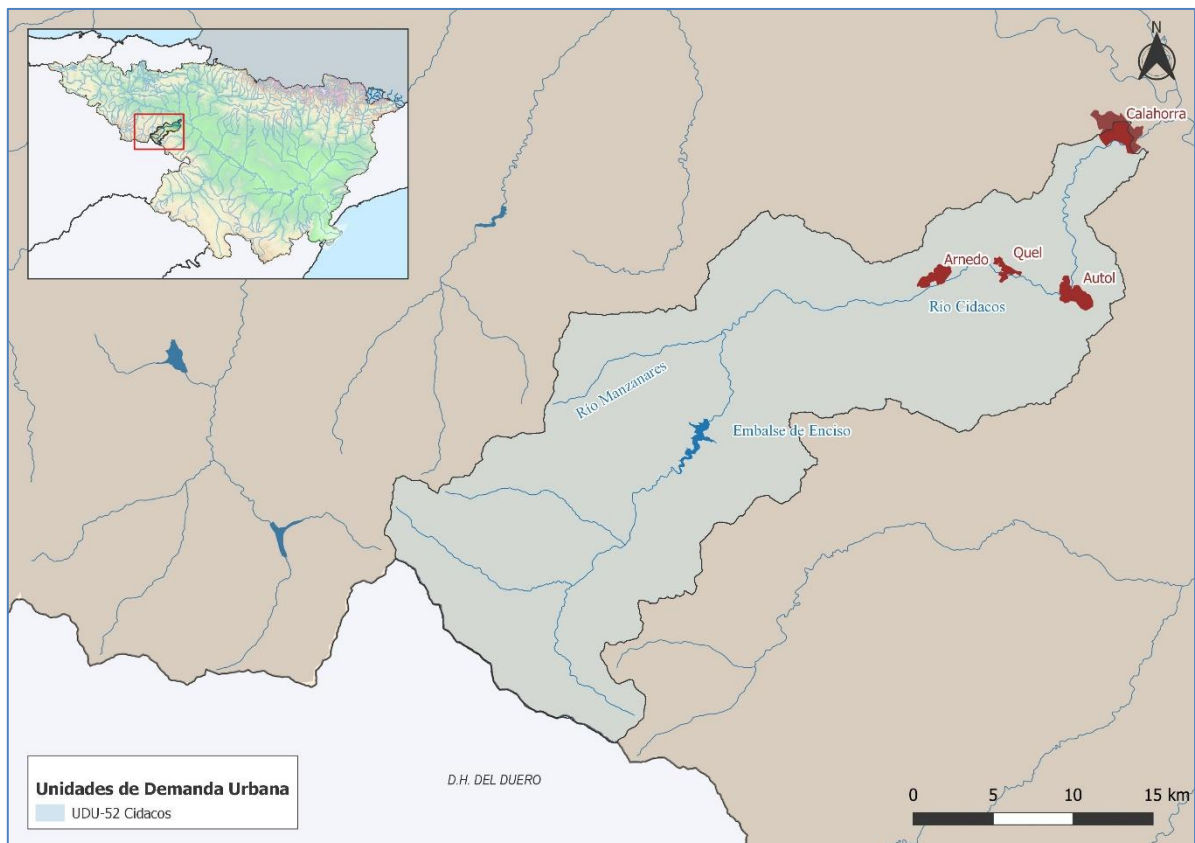 N
Calahorra
Arnedo
Quel
Autol
Río Cidacos
Río Manzanares
Embalse de Enciso
D.H. DEL DUERO
Unidades de Demanda Urbana
UDU-52 Cidacos
0 5 10 15 km